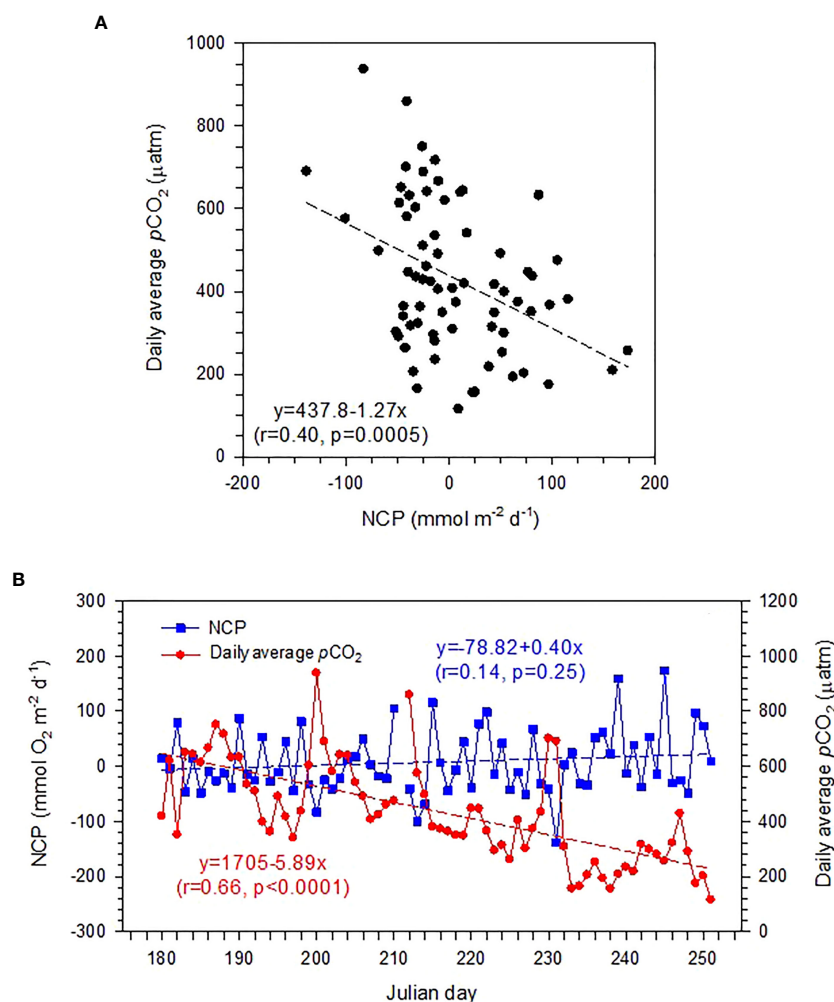 A
1000
800
600
400
200
0
Daily average pCO2 (μatm)
y=437.8-1.27x
(r=0.40, p=0.0005)
-200 -100 0 100 200
NCP (mmol m-2 d-1)
B
300
200
100
0
-100
-200
-300
NCP (mmol O2 m-2 d-1)
NCP
Daily average pCO2
y=-78.82+0.40x
(r=0.14, p=0.25)
y=1705-5.89x
(r=0.66, p<0.0001)
1200
1000
800
600
400
200
0
Daily average pCO2 (μatm)
180 190 200 210 220 230 240 250
Julian day